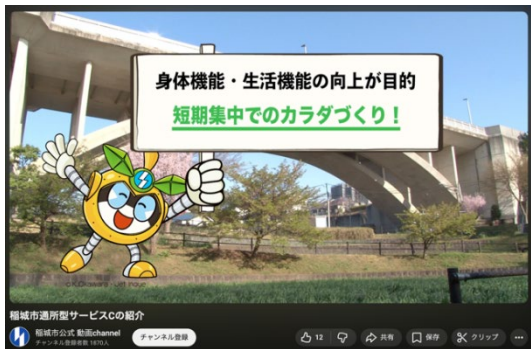 身体機能・生活機能の向上が目的
短期集中でのカラダづくり！
稲城市通所型サービスCの紹介
稲城市公式 動画channel
チャンネル登録者数 1870人
チャンネル登録
12
共有
保存
クリップ